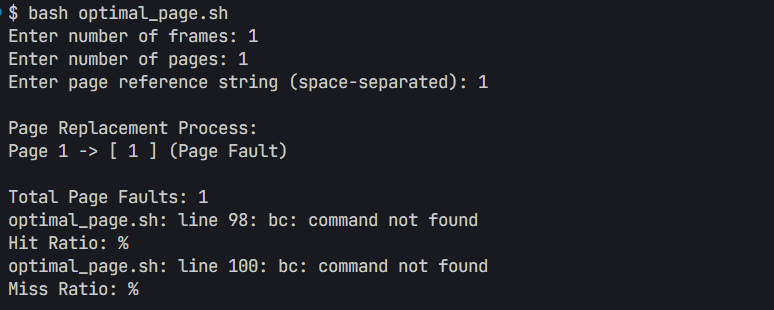 $ bash optimal_page.sh
Enter number of frames: 1
Enter number of pages: 1
Enter page reference string (space-separated): 1
Page Replacement Process:
Page 1 -> [ 1 ] (Page Fault)
Total Page Faults: 1
optimal_page.sh: line 98: bc: command not found
Hit Ratio: %
optimal_page.sh: line 100: bc: command not found
Miss Ratio: %